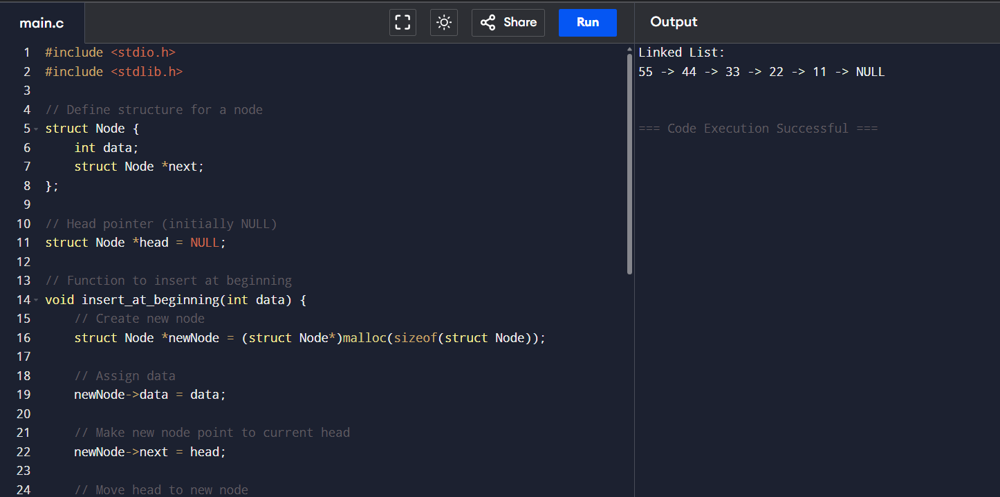 main.c
Share
Run
Output
1 #include <stdio.h>
2 #include <stdlib.h>
3
4 // Define structure for a node
5 struct Node {
6     int data;
7     struct Node *next;
8 };
9
10 // Head pointer (initially NULL)
11 struct Node *head = NULL;
12
13 // Function to insert at beginning
14 void insert_at_beginning(int data) {
15     // Create new node
16     struct Node *newNode = (struct Node*)malloc(sizeof(struct Node));
17
18     // Assign data
19     newNode->data = data;
20
21     // Make new node point to current head
22     newNode->next = head;
23
24     // Move head to new node
Linked List:
55 -> 44 -> 33 -> 22 -> 11 -> NULL
=== Code Execution Successful ===